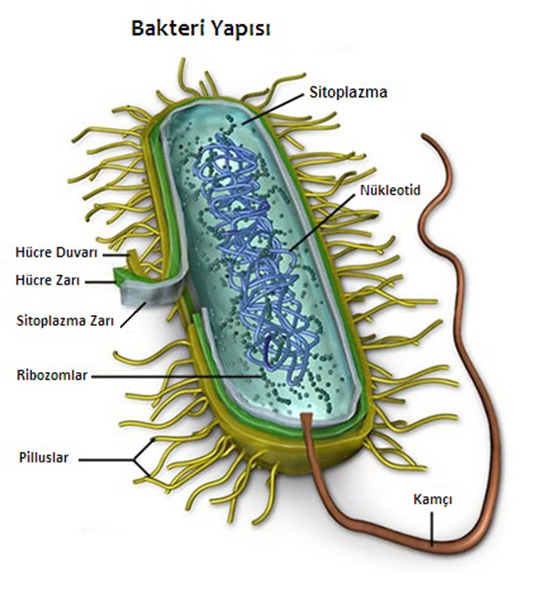 Bakteri Yapısı
Sitoplazma
Nükleotid
Hücre Duvarı
Hücre Zarı
Sitoplazma Zarı
Ribozomlar
Pilluslar
Kamçı